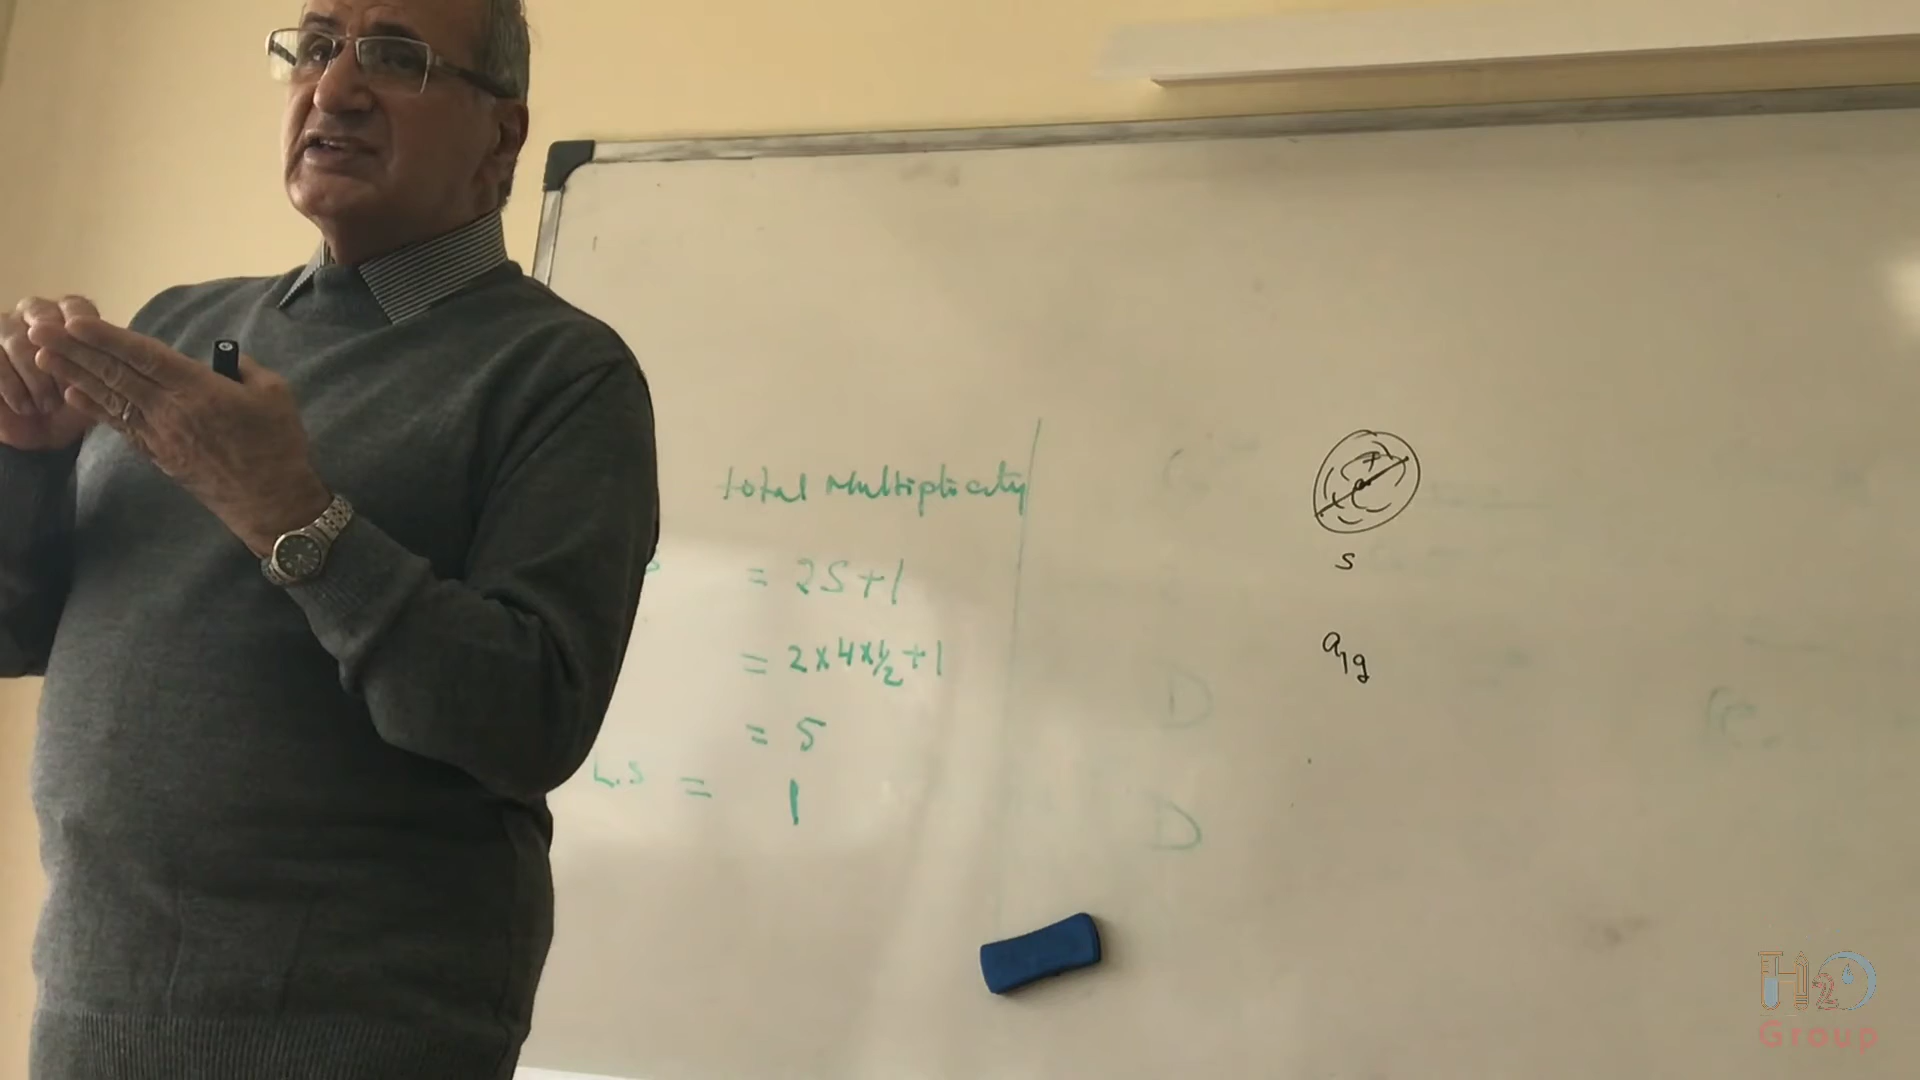 total Multiplicity
= 2S+1
= 2x4x1/2+1
= 5
L.S = 1
s
a1g
D
D
H2O
Group